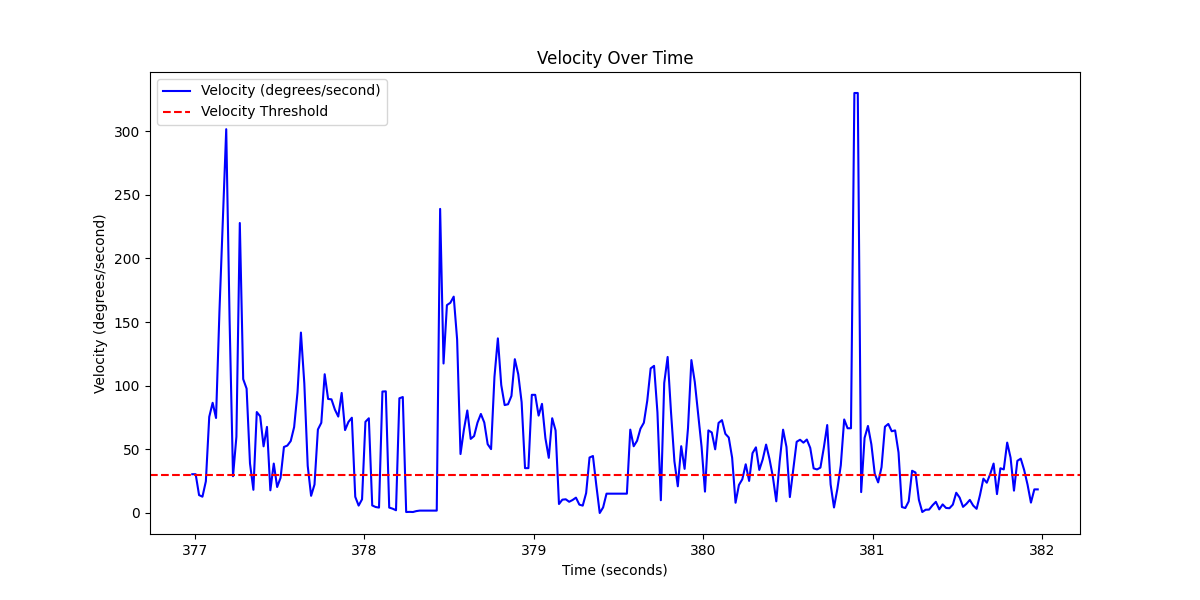 Velocity Over Time
Velocity (degrees/second)
Velocity Threshold
Velocity (degrees/second)
300
250
200
150
100
50
0
377 378 379 380 381 382
Time (seconds)